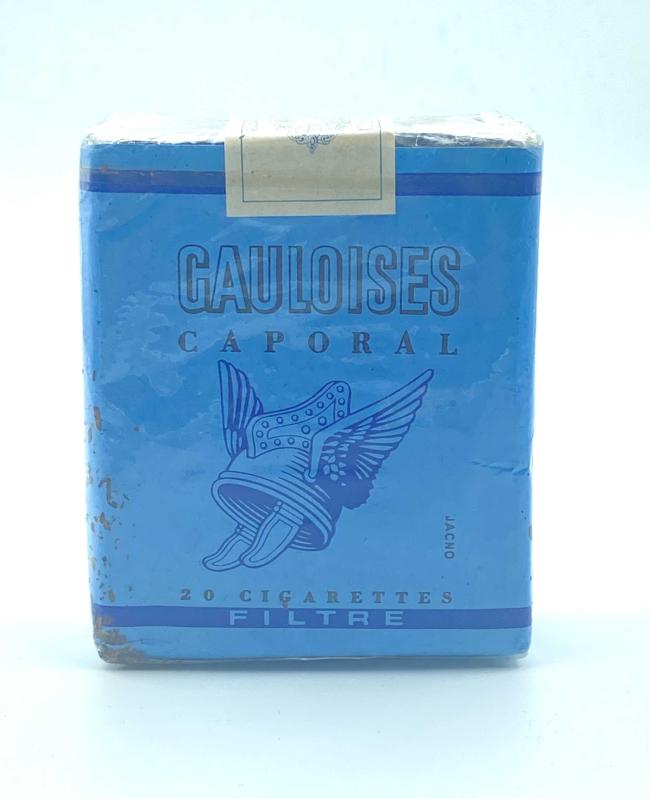 GAULOISES
CAPORAL
JACNO
20 CIGARETTES
FILTRE